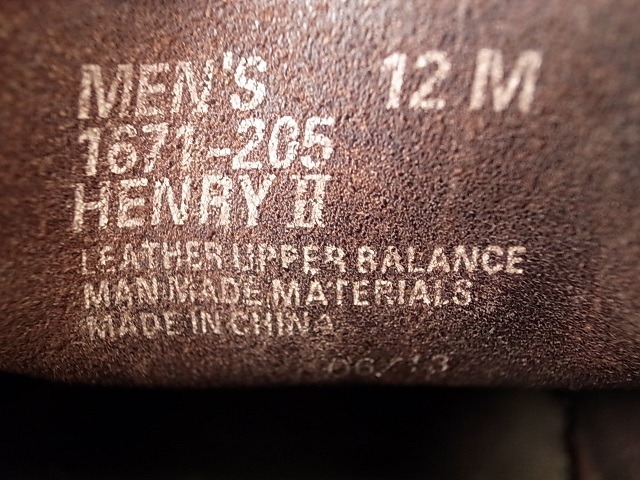 MEN'S 12 M
1671-205
HENRY II
LEATHER UPPER BALANCE
MAN MADE MATERIALS
MADE IN CHINA
06/13